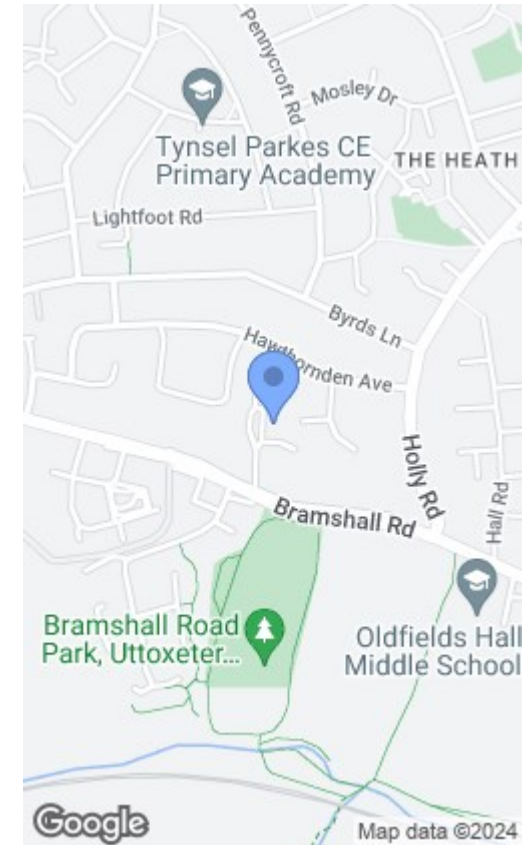 Pennycroft Rd
Mosley Dr
Tynsel Parkes CE
Primary Academy
THE HEATH
Lightfoot Rd
Byrds Ln
Hawthornden Ave
Holly Rd
Hall Rd
Bramshall Rd
Bramshall Road
Park, Uttoxeter...
Oldfields Hall
Middle School
Google
Map data ©2024